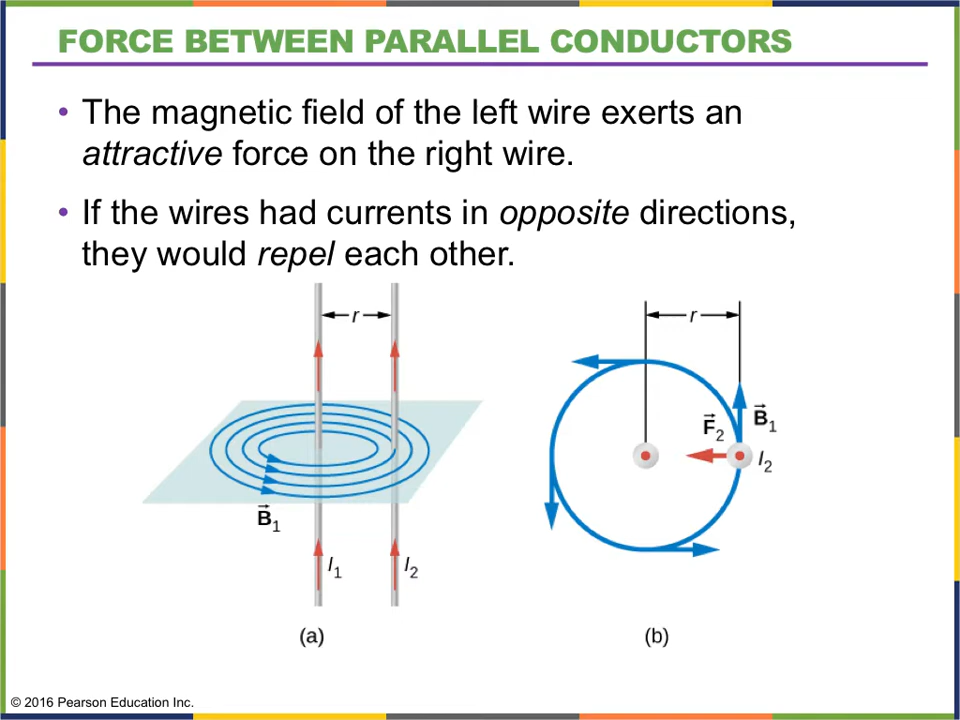 FORCE BETWEEN PARALLEL CONDUCTORS
• The magnetic field of the left wire exerts an
attractive force on the right wire.
• If the wires had currents in opposite directions,
they would repel each other.
r
r
B⃗1
F⃗2
I2
B⃗1
I1
I2
(a)
(b)
© 2016 Pearson Education Inc.